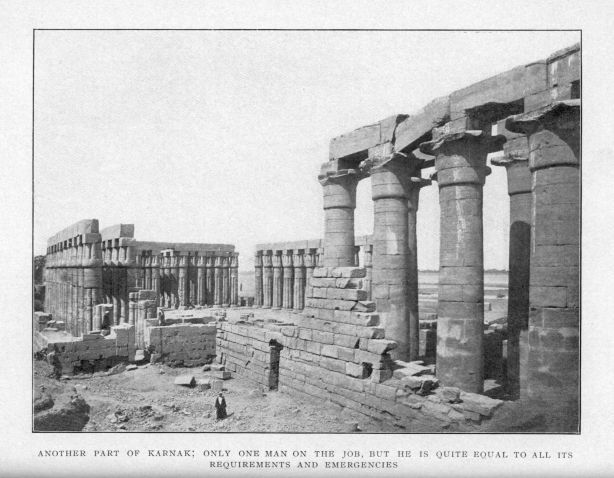 ANOTHER PART OF KARNAK; ONLY ONE MAN ON THE JOB, BUT HE IS QUITE EQUAL TO ALL ITS
REQUIREMENTS AND EMERGENCIES